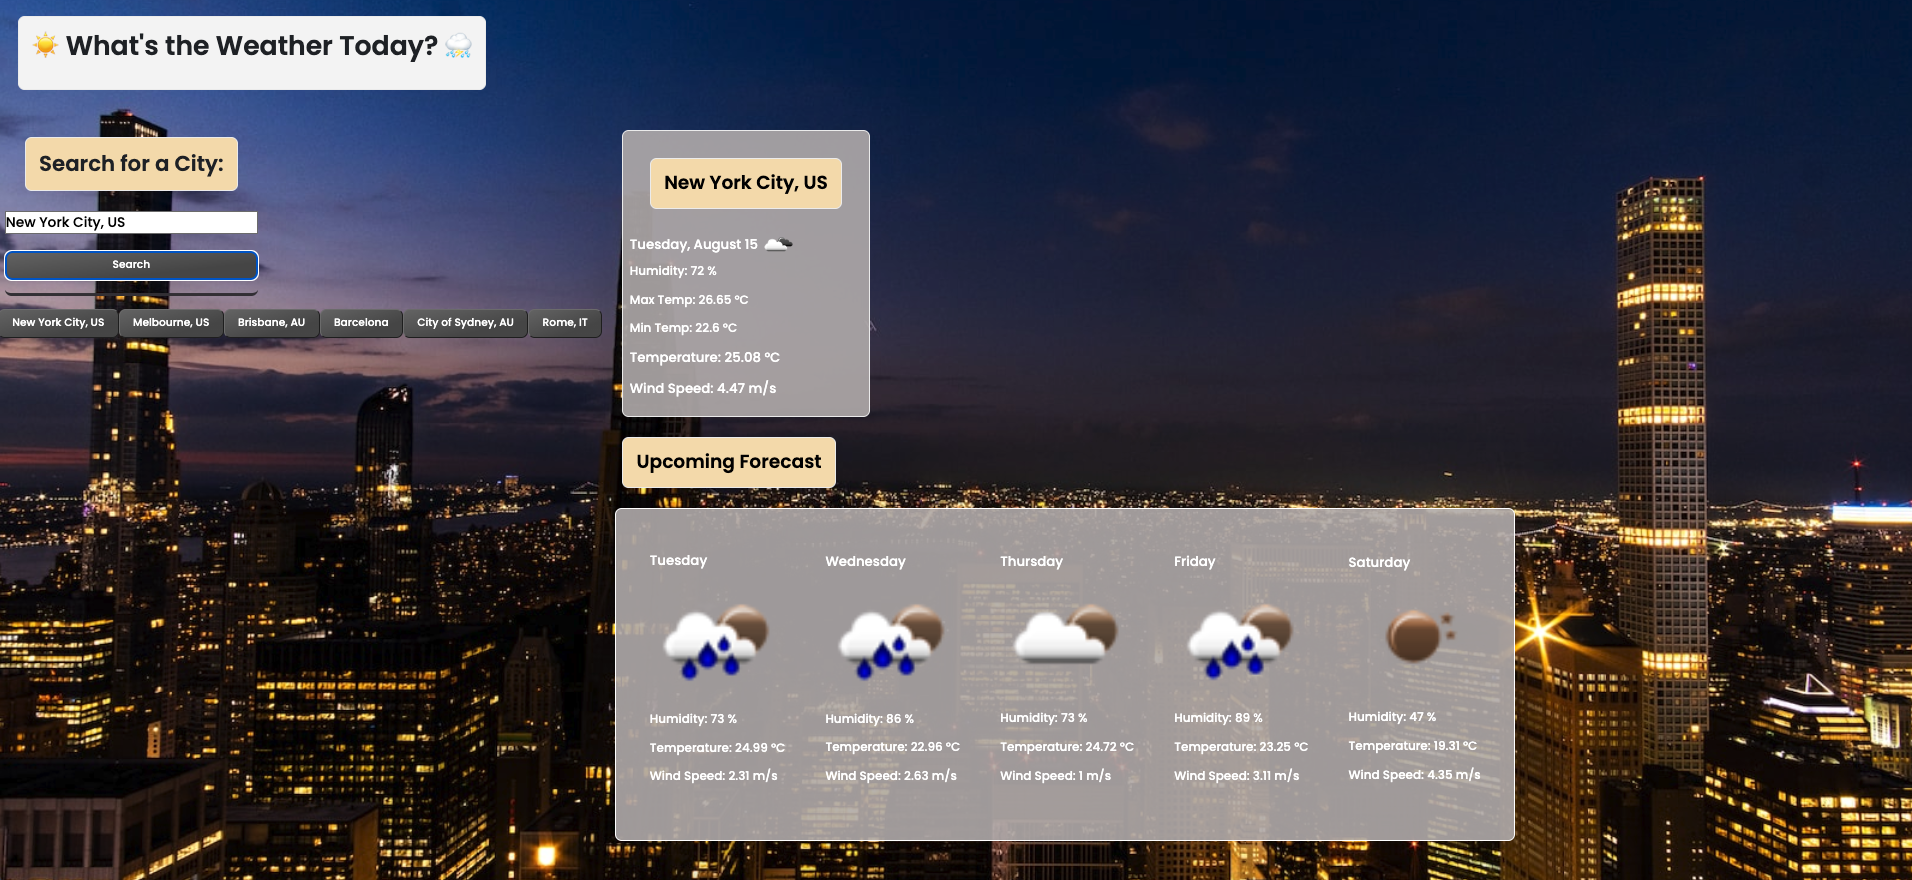 What's the Weather Today?
Search for a City:
New York City, US
Search
New York City, US
Melbourne, US
Brisbane, AU
Barcelona
City of Sydney, AU
Rome, IT
New York City, US
Tuesday, August 15
Humidity: 72 %
Max Temp: 26.65 °C
Min Temp: 22.6 °C
Temperature: 25.08 °C
Wind Speed: 4.47 m/s
Upcoming Forecast
Tuesday
Humidity: 73 %
Temperature: 24.99 °C
Wind Speed: 2.31 m/s
Wednesday
Humidity: 86 %
Temperature: 22.96 °C
Wind Speed: 2.63 m/s
Thursday
Humidity: 73 %
Temperature: 24.72 °C
Wind Speed: 1 m/s
Friday
Humidity: 89 %
Temperature: 23.25 °C
Wind Speed: 3.11 m/s
Saturday
Humidity: 47 %
Temperature: 19.31 °C
Wind Speed: 4.35 m/s